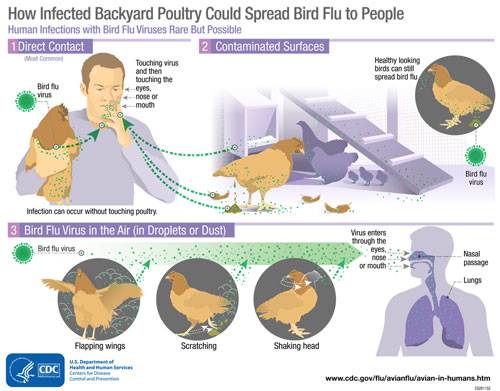 How Infected Backyard Poultry Could Spread Bird Flu to People
Human Infections with Bird Flu Viruses Rare But Possible
1 Direct Contact
(Most Common)
Bird flu
virus
Touching virus
and then
touching the
eyes,
nose or
mouth
Infection can occur without touching poultry.
2 Contaminated Surfaces
Healthy looking
birds can still
spread bird flu
Bird flu
virus
3 Bird Flu Virus in the Air (in Droplets or Dust)
Bird flu virus
Flapping wings
Scratching
Shaking head
Virus enters
through the
eyes,
nose
or mouth
Nasal
passage
Lungs
CDC
U.S. Department of
Health and Human Services
Centers for Disease
Control and Prevention
www.cdc.gov/flu/avianflu/avian-in-humans.htm